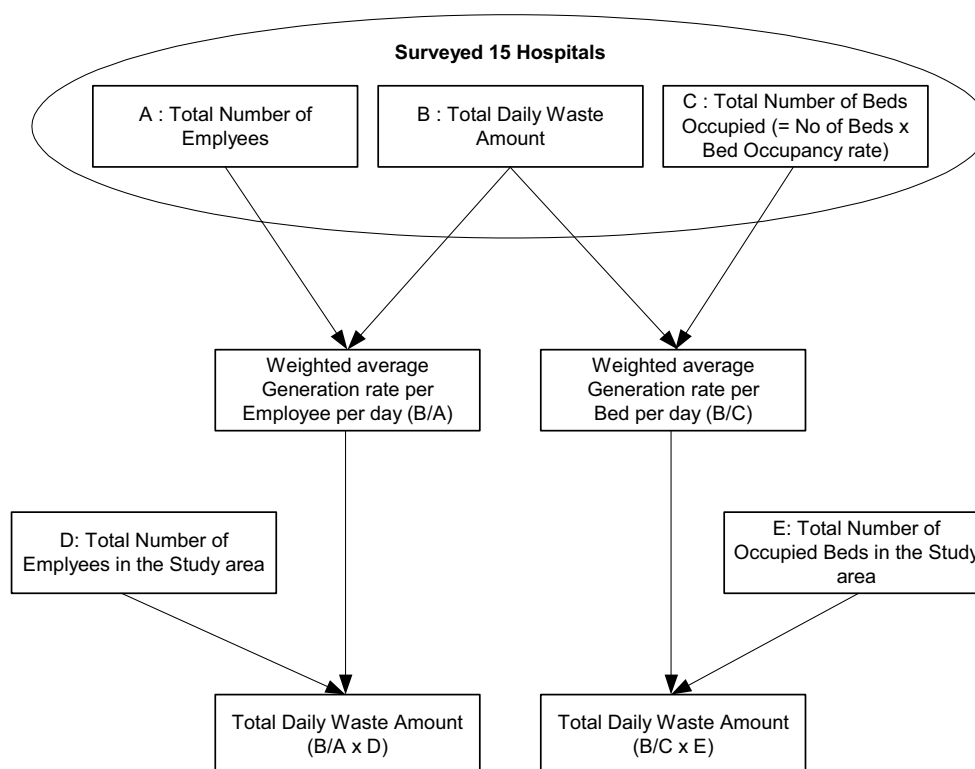 Surveyed 15 Hospitals
A : Total Number of
Emplyees
B : Total Daily Waste
Amount
C : Total Number of Beds
Occupied (= No of Beds x
Bed Occupancy rate)
Weighted average
Generation rate per
Employee per day (B/A)
Weighted average
Generation rate per
Bed per day (B/C)
D: Total Number of
Emplyees in the Study area
E: Total Number of
Occupied Beds in the Study
area
Total Daily Waste Amount
(B/A x D)
Total Daily Waste Amount
(B/C x E)